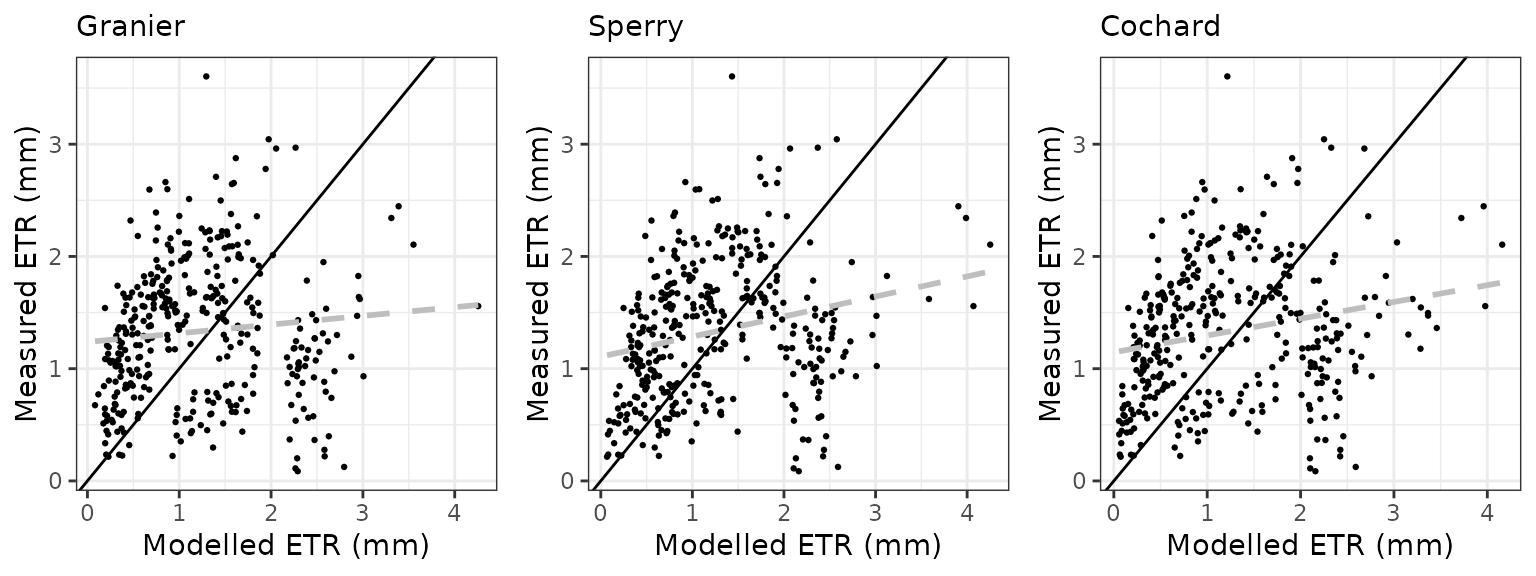 Granier
Measured ETR (mm)
3
2
1
0
0 1 2 3 4
Modelled ETR (mm)
Sperry
Measured ETR (mm)
3
2
1
0
0 1 2 3 4
Modelled ETR (mm)
Cochard
Measured ETR (mm)
3
2
1
0
0 1 2 3 4
Modelled ETR (mm)